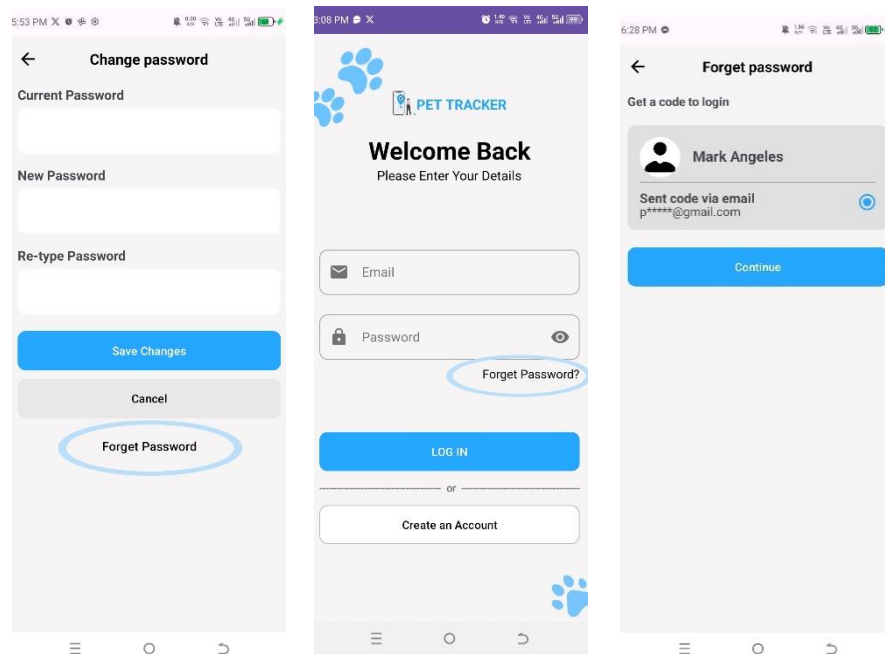 5:53 PM
Change password
Current Password
New Password
Re-type Password
Save Changes
Cancel
Forget Password
3:08 PM
PET TRACKER
Welcome Back
Please Enter Your Details
Email
Password
Forget Password?
LOG IN
or
Create an Account
6:28 PM
Forget password
Get a code to login
Mark Angeles
Sent code via email
p*****@gmail.com
Continue